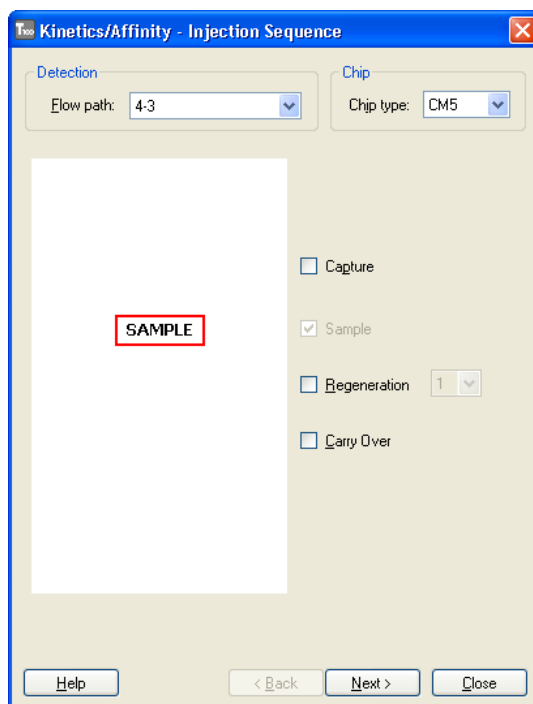 T100 Kinetics/Affinity - Injection Sequence
Detection
Flow path: 4-3
Chip
Chip type: CM5
Capture
SAMPLE
Sample
Regeneration 1
Carry Over
Help
< Back
Next >
Close